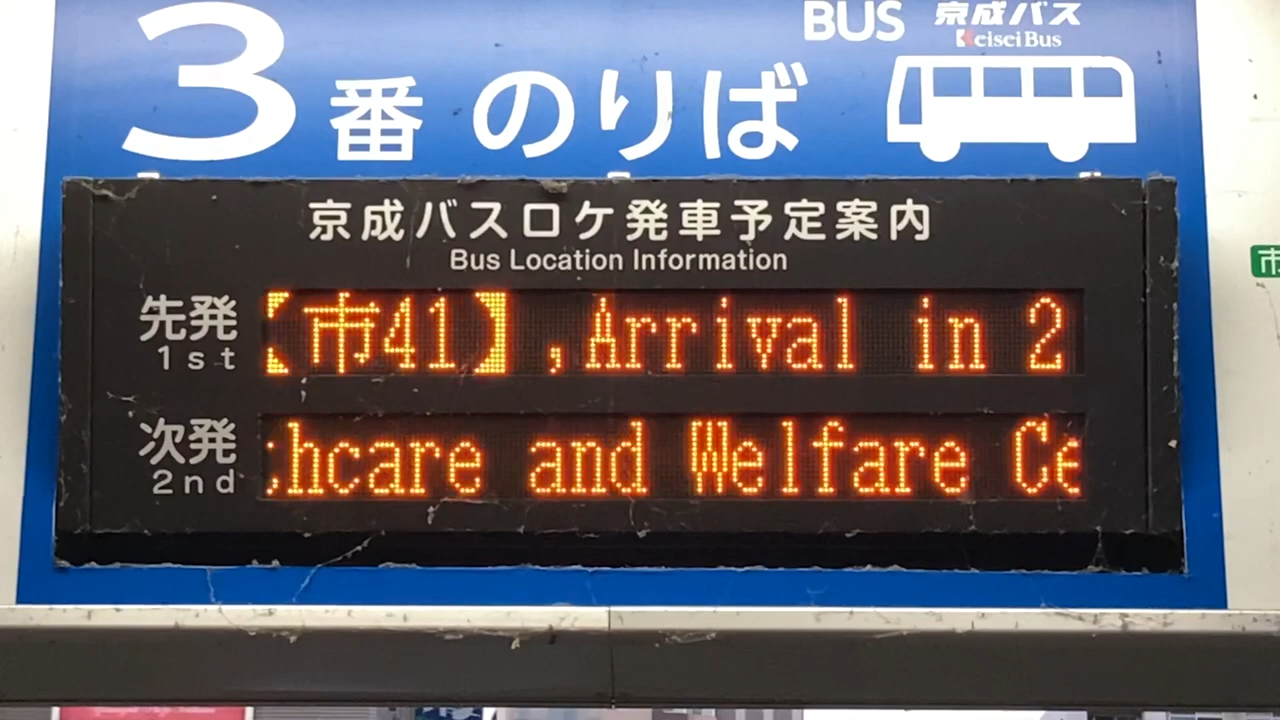 BUS 京成バス
KeiseiBus
3番のりば
京成バスロケ発車予定案内
Bus Location Information
先発 【市41】 ,Arrival in 2
1st
次発 hcare and Welfare Ce
2nd
市